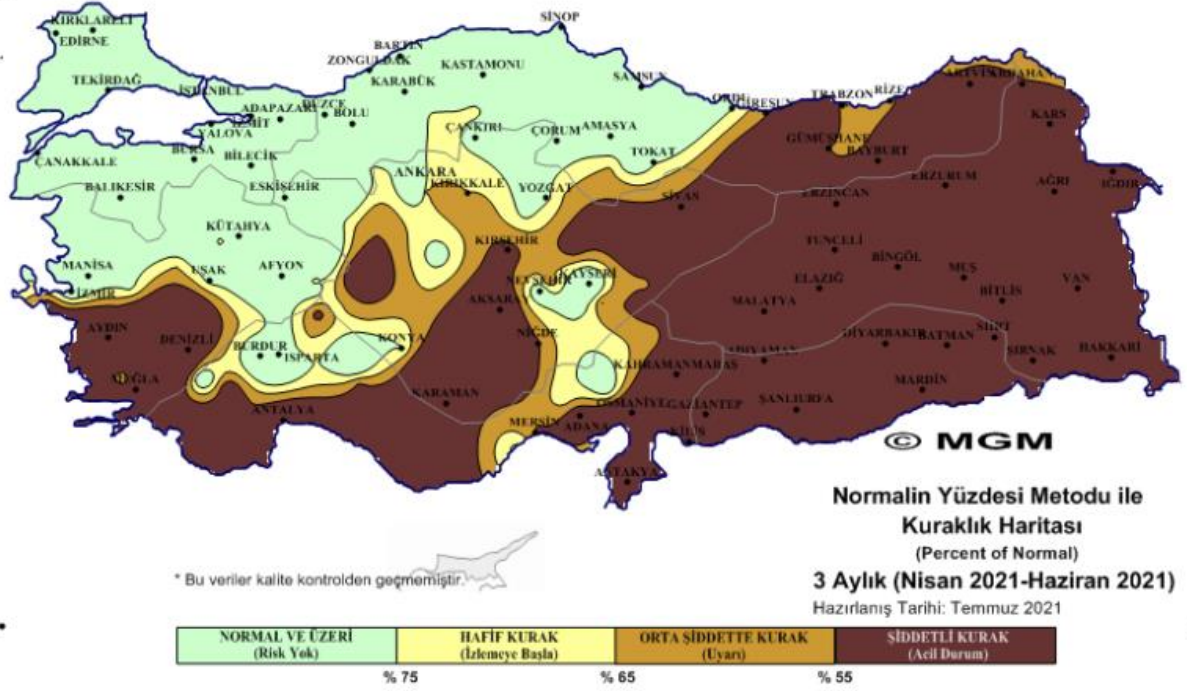 SİNOP
KIRKLARELİ
EDİRNE
BARTIN
ZONGULDAK
KASTAMONU
TEKİRDAĞ
KARABÜK
SAMSUN
İSTANBUL
ARTVİN
ARDAHAN
TRABZON
RİZE
ORDU
GİRESUN
ADAPAZARI
DÜZCE
BOLU
KARS
İZMİT
YALOVA
ÇANKIRI
ÇORUM
AMASYA
GÜMÜŞHANE
BAYBURT
ÇANAKKALE
BURSA
BİLECİK
TOKAT
ANKARA
KIRIKKALE
YOZGAT
ERZURUM
AĞRI
IĞDIR
BALIKESİR
ESKİŞEHİR
SİVAS
ERZİNCAN
KÜTAHYA
KIRŞEHİR
TUNCELİ
BİNGÖL
MUŞ
VAN
MANİSA
UŞAK
AFYON
NEVŞEHİR
KAYSERİ
ELAZIĞ
BİTLİS
İZMİR
AKSARAY
MALATYA
AYDIN
DENİZLİ
BURDUR
ISPARTA
KONYA
NİĞDE
DİYARBAKIR
BATMAN
SİİRT
ADIYAMAN
KAHRAMANMARAŞ
ŞIRNAK
HAKKARİ
MUĞLA
KARAMAN
MARDİN
ANTALYA
OSMANİYE
GAZİANTEP
ŞANLIURFA
MERSİN
ADANA
KİLİS
ANTAKYA
© MGM
Normalin Yüzdesi Metodu ile
Kuraklık Haritası
(Percent of Normal)
3 Aylık (Nisan 2021-Haziran 2021)
Hazırlanış Tarihi: Temmuz 2021
* Bu veriler kalite kontrolden geçmemiştir.
NORMAL VE ÜZERİ
(Risk Yok)
HAFİF KURAK
(İzlemeye Başla)
ORTA ŞİDDETTE KURAK
(Uyarı)
ŞİDDETLİ KURAK
(Acil Durum)
% 75
% 65
% 55